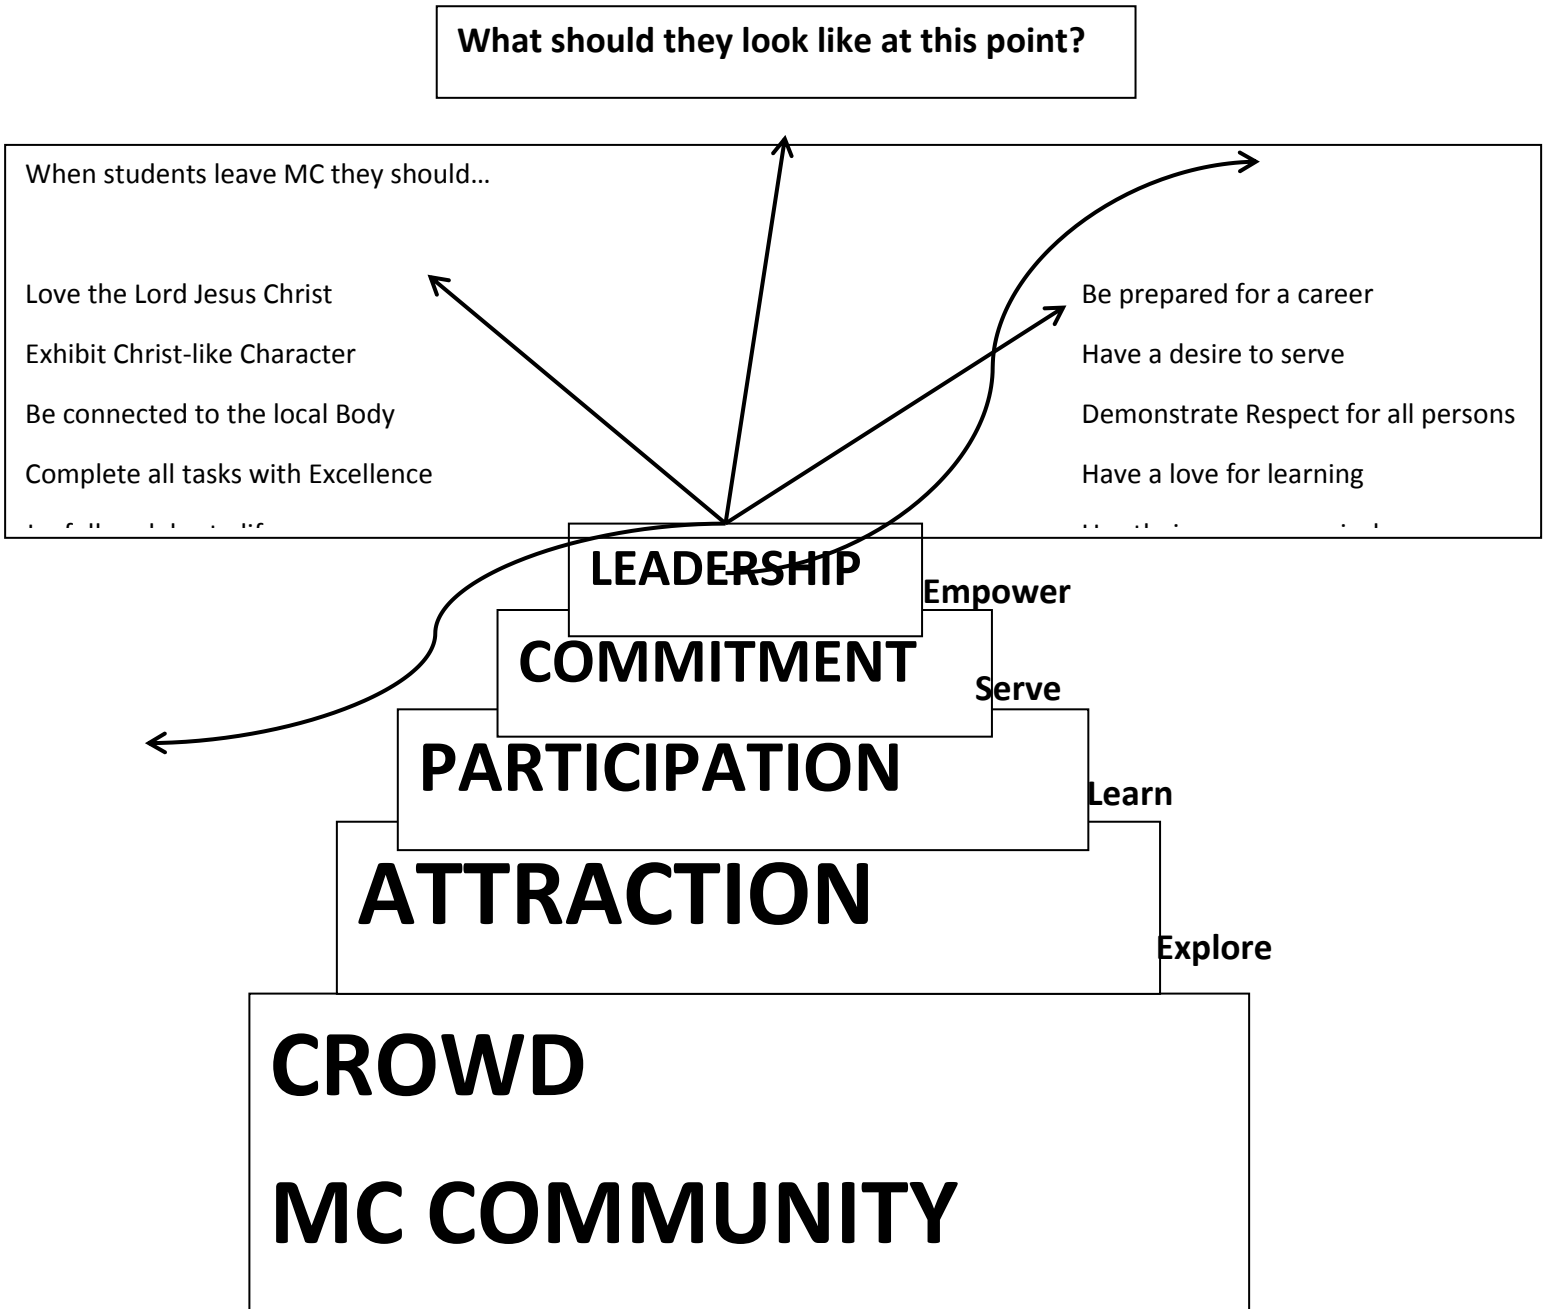 What should they look like at this point?
When students leave MC they should…
Love the Lord Jesus Christ
Exhibit Christ-like Character
Be connected to the local Body
Complete all tasks with Excellence
Be prepared for a career
Have a desire to serve
Demonstrate Respect for all persons
Have a love for learning
LEADERSHIP
Empower
COMMITMENT
Serve
PARTICIPATION
Learn
ATTRACTION
Explore
CROWD
MC COMMUNITY